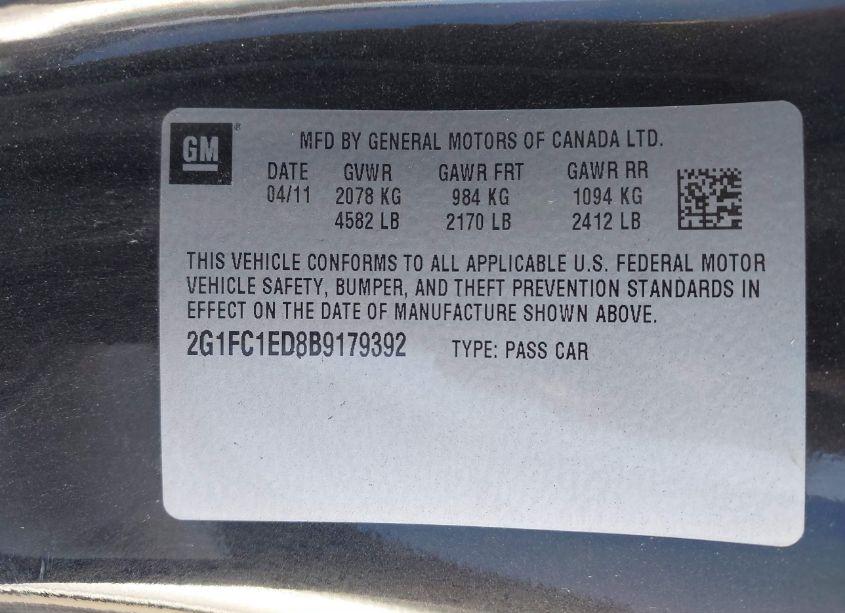 GM
MFD BY GENERAL MOTORS OF CANADA LTD.
DATE GVWR GAWR FRT GAWR RR
04/11 2078 KG 984 KG 1094 KG
4582 LB 2170 LB 2412 LB
THIS VEHICLE CONFORMS TO ALL APPLICABLE U.S. FEDERAL MOTOR
VEHICLE SAFETY, BUMPER, AND THEFT PREVENTION STANDARDS IN
EFFECT ON THE DATE OF MANUFACTURE SHOWN ABOVE.
2G1FC1ED8B9179392 TYPE: PASS CAR